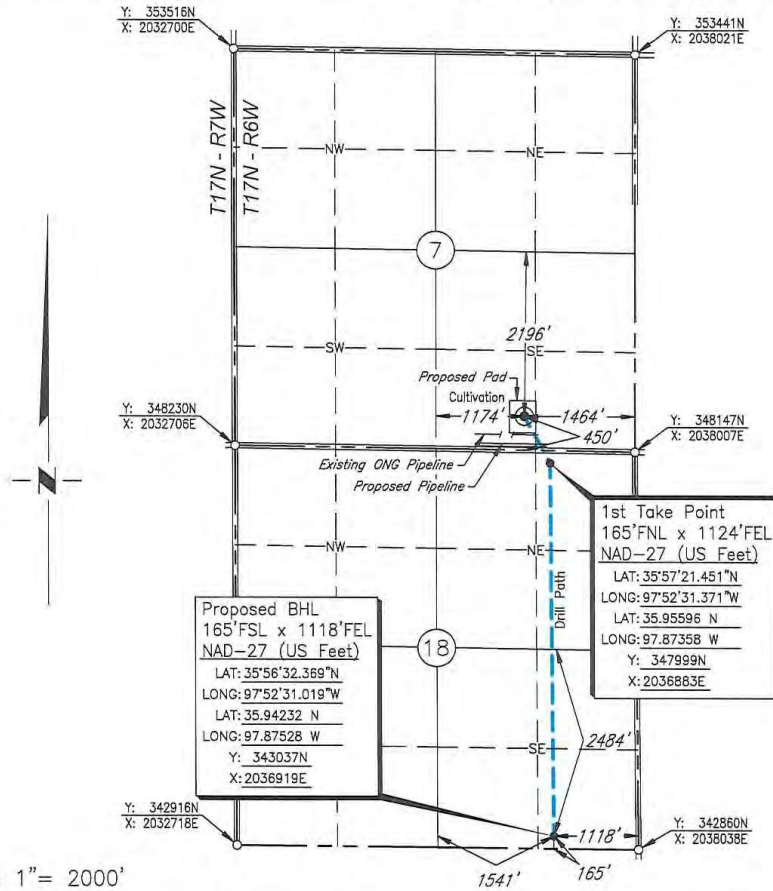 Y: 353516N
X: 2032700E
Y: 353441N
X: 2038021E
T17N - R7W
T17N - R6W
NW
NE
7
2196'
SW
SE
Proposed Pad
Cultivation
1174'
1464'
450'
Y: 348230N
X: 2032706E
Y: 348147N
X: 2038007E
Existing ONG Pipeline
Proposed Pipeline
N
1st Take Point
165'FNL x 1124'FEL
NAD-27 (US Feet)
LAT: 35°57'21.451"N
LONG: 97°52'31.371"W
LAT: 35.95596 N
LONG: 97.87358 W
Y: 347999N
X: 2036883E
NW
NE
Drill Path
Proposed BHL
165'FSL x 1118'FEL
NAD-27 (US Feet)
LAT: 35°56'32.369"N
LONG: 97°52'31.019"W
LAT: 35.94232 N
LONG: 97.87528 W
Y: 343037N
X: 2036919E
18
2484'
SE
Y: 342916N
X: 2032718E
Y: 342860N
X: 2038038E
1118'
165'
1541'
1"= 2000'